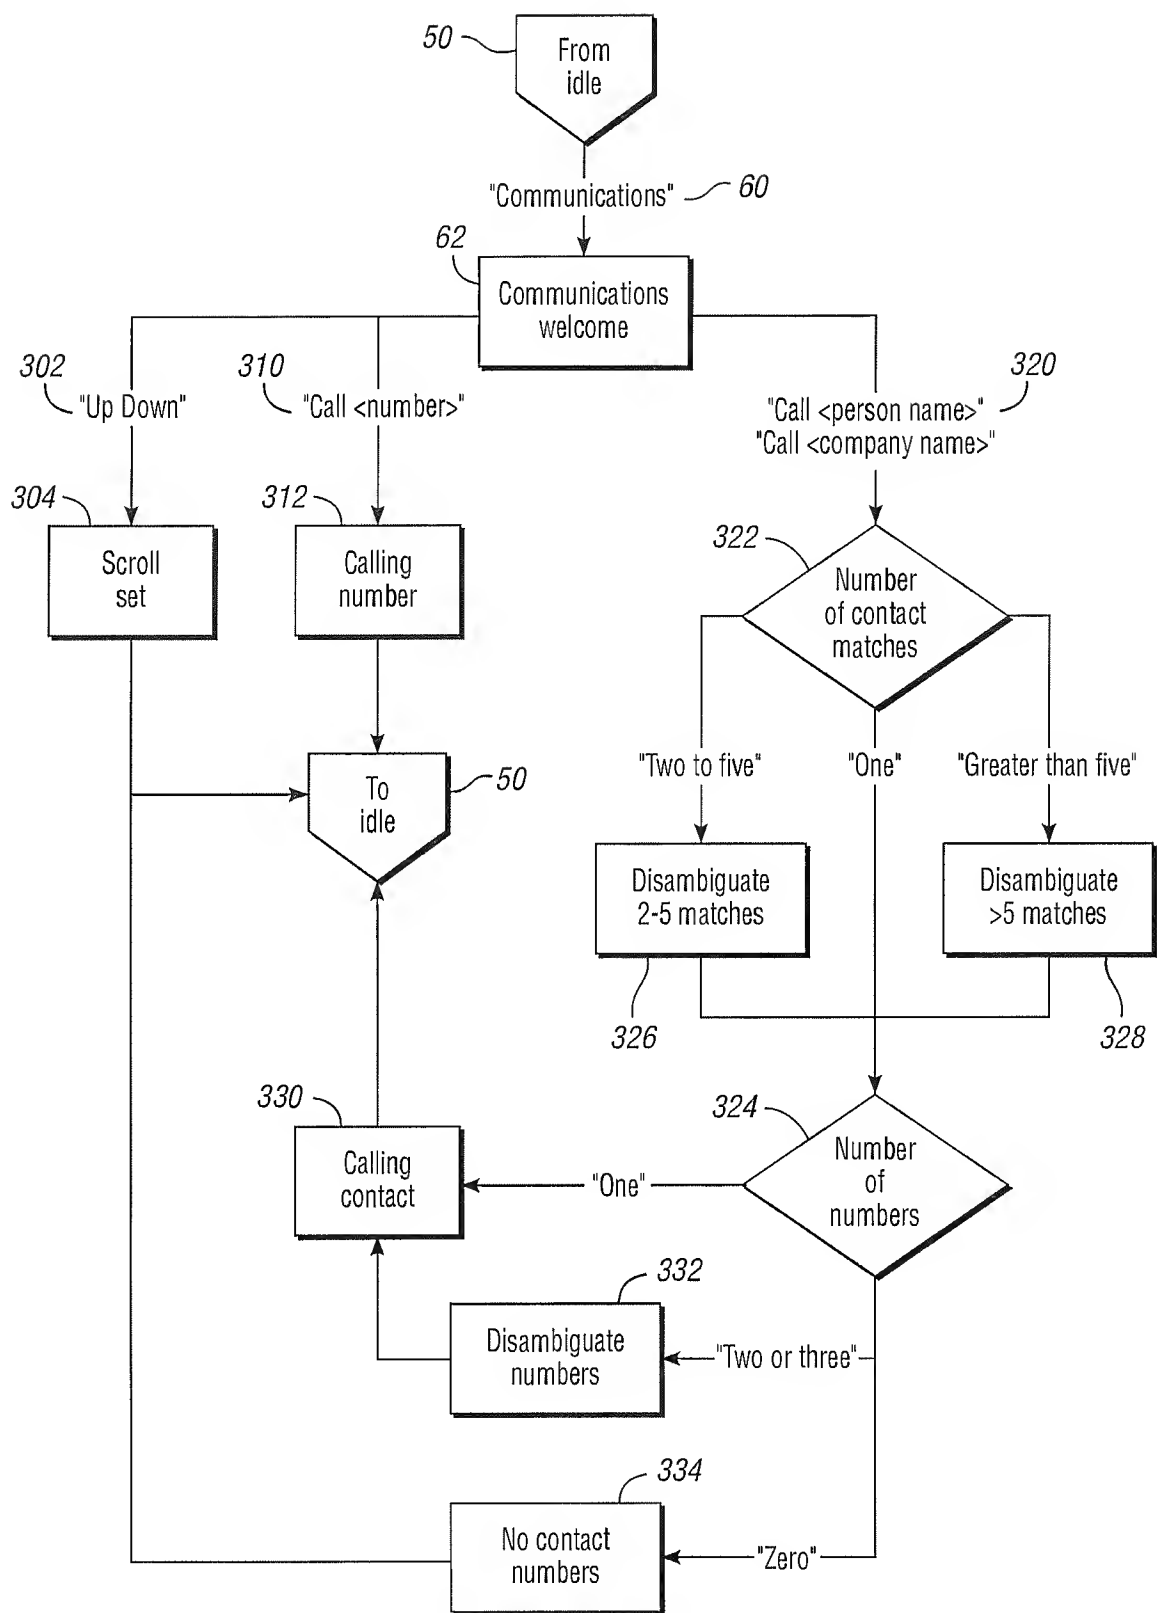 50
From
idle
"Communications"
60
62
Communications
welcome
302
"Up Down"
310
"Call <number>"
320
"Call <person name>"
"Call <company name>"
304
Scroll
set
312
Calling
number
322
Number
of contact
matches
"Two to five"
"One"
"Greater than five"
To
idle
50
Disambiguate
2-5 matches
Disambiguate
>5 matches
326
328
330
Calling
contact
"One"
324
Number
of
numbers
332
Disambiguate
numbers
"Two or three"
334
No contact
numbers
"Zero"